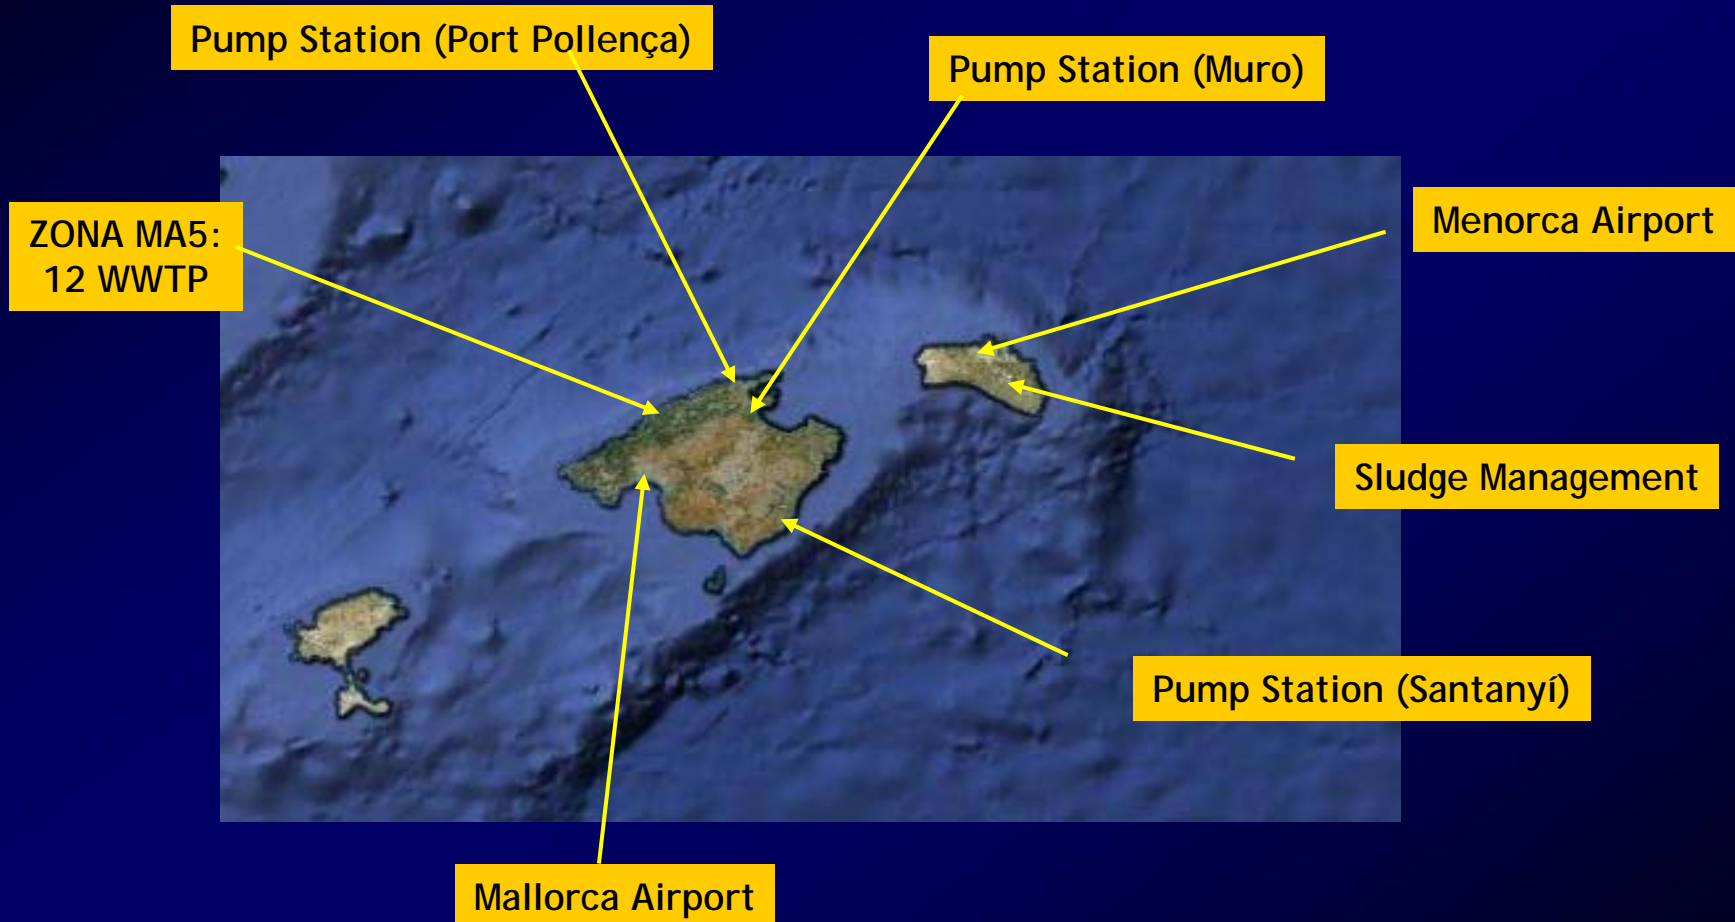 Pump Station (Port Pollença)
Pump Station (Muro)
ZONA MA5:
12 WWTP
Menorca Airport
Sludge Management
Pump Station (Santanyí)
Mallorca Airport